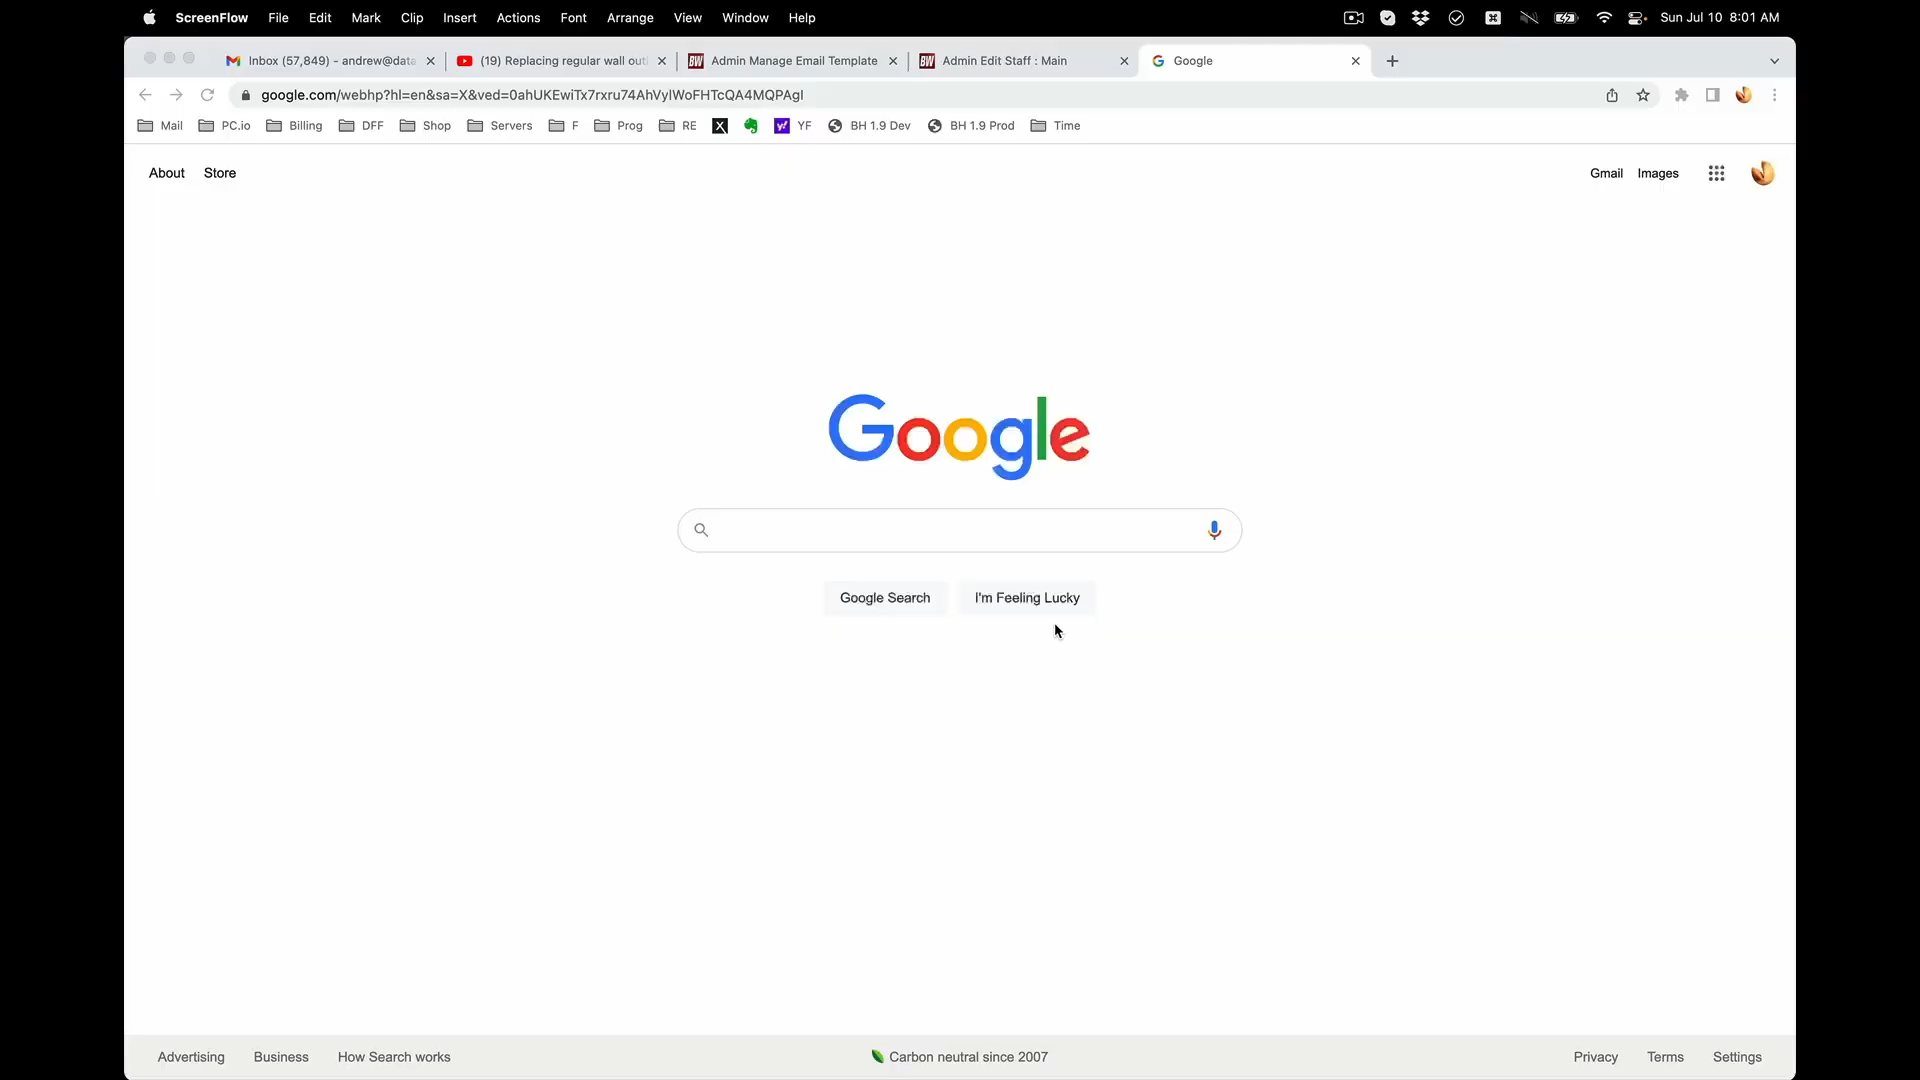 ScreenFlow File Edit Mark Clip Insert Actions Font Arrange View Window Help Sun Jul 10 8:01 AM
Inbox (57,849) - andrew@data (19) Replacing regular wall out Admin Manage Email Template Admin Edit Staff : Main Google
google.com/webhp?hl=en&sa=X&ved=0ahUKEwiTx7rxru74AhVylWoFHTcQA4MQPAgI
Mail PC.io Billing DFF Shop Servers F Prog RE YF BH 1.9 Dev BH 1.9 Prod Time
About Store Gmail Images
Google
Google Search I'm Feeling Lucky
Advertising Business How Search works Carbon neutral since 2007 Privacy Terms Settings